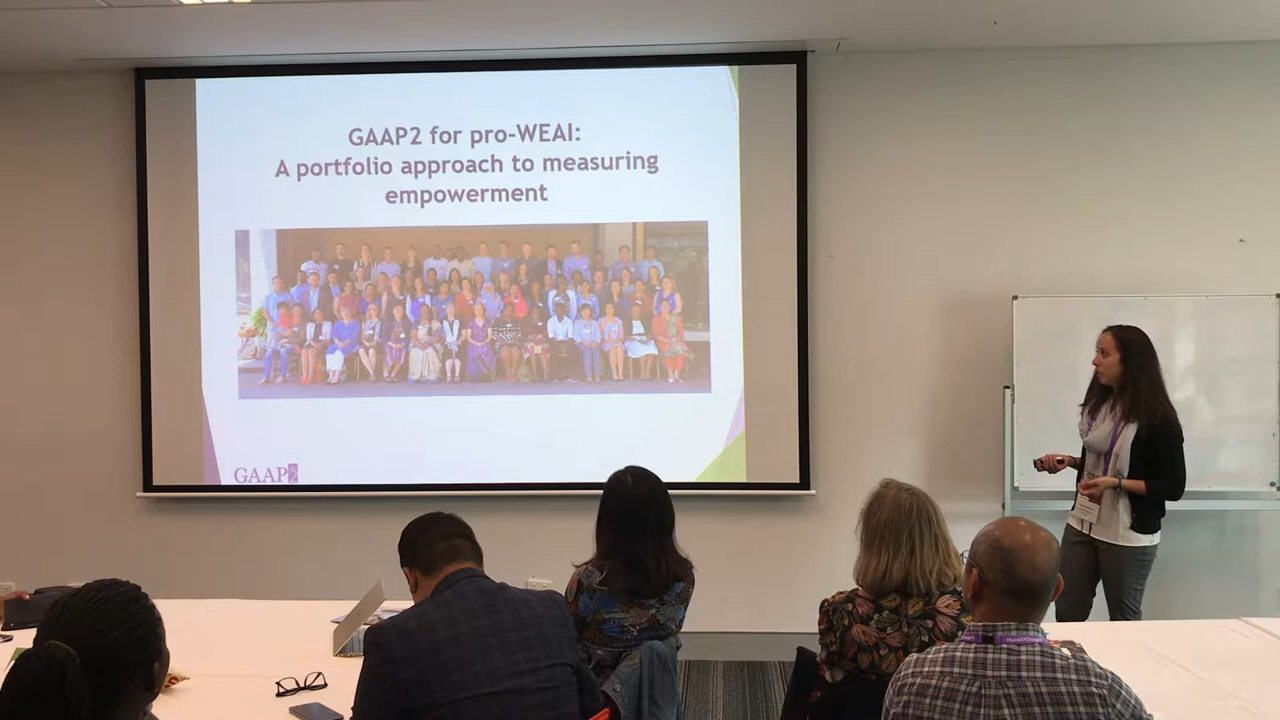 GAAP2 for pro-WEAI:
A portfolio approach to measuring
empowerment
GAAP2